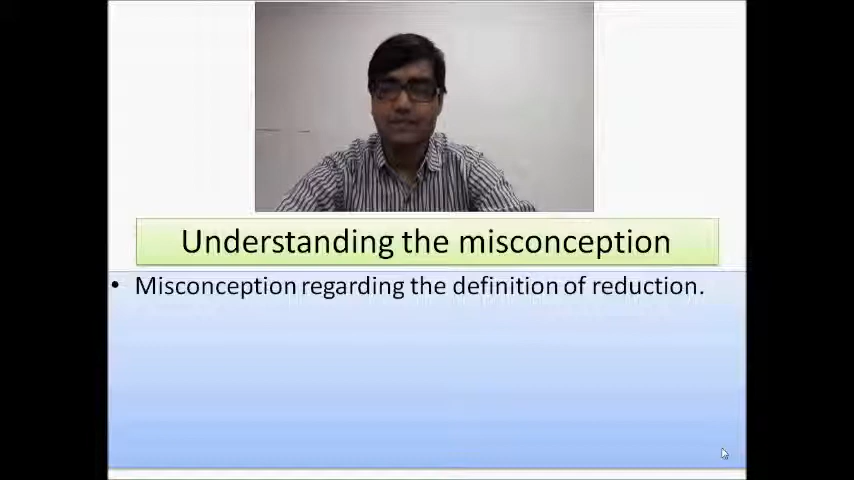 Understanding the misconception
• Misconception regarding the definition of reduction.